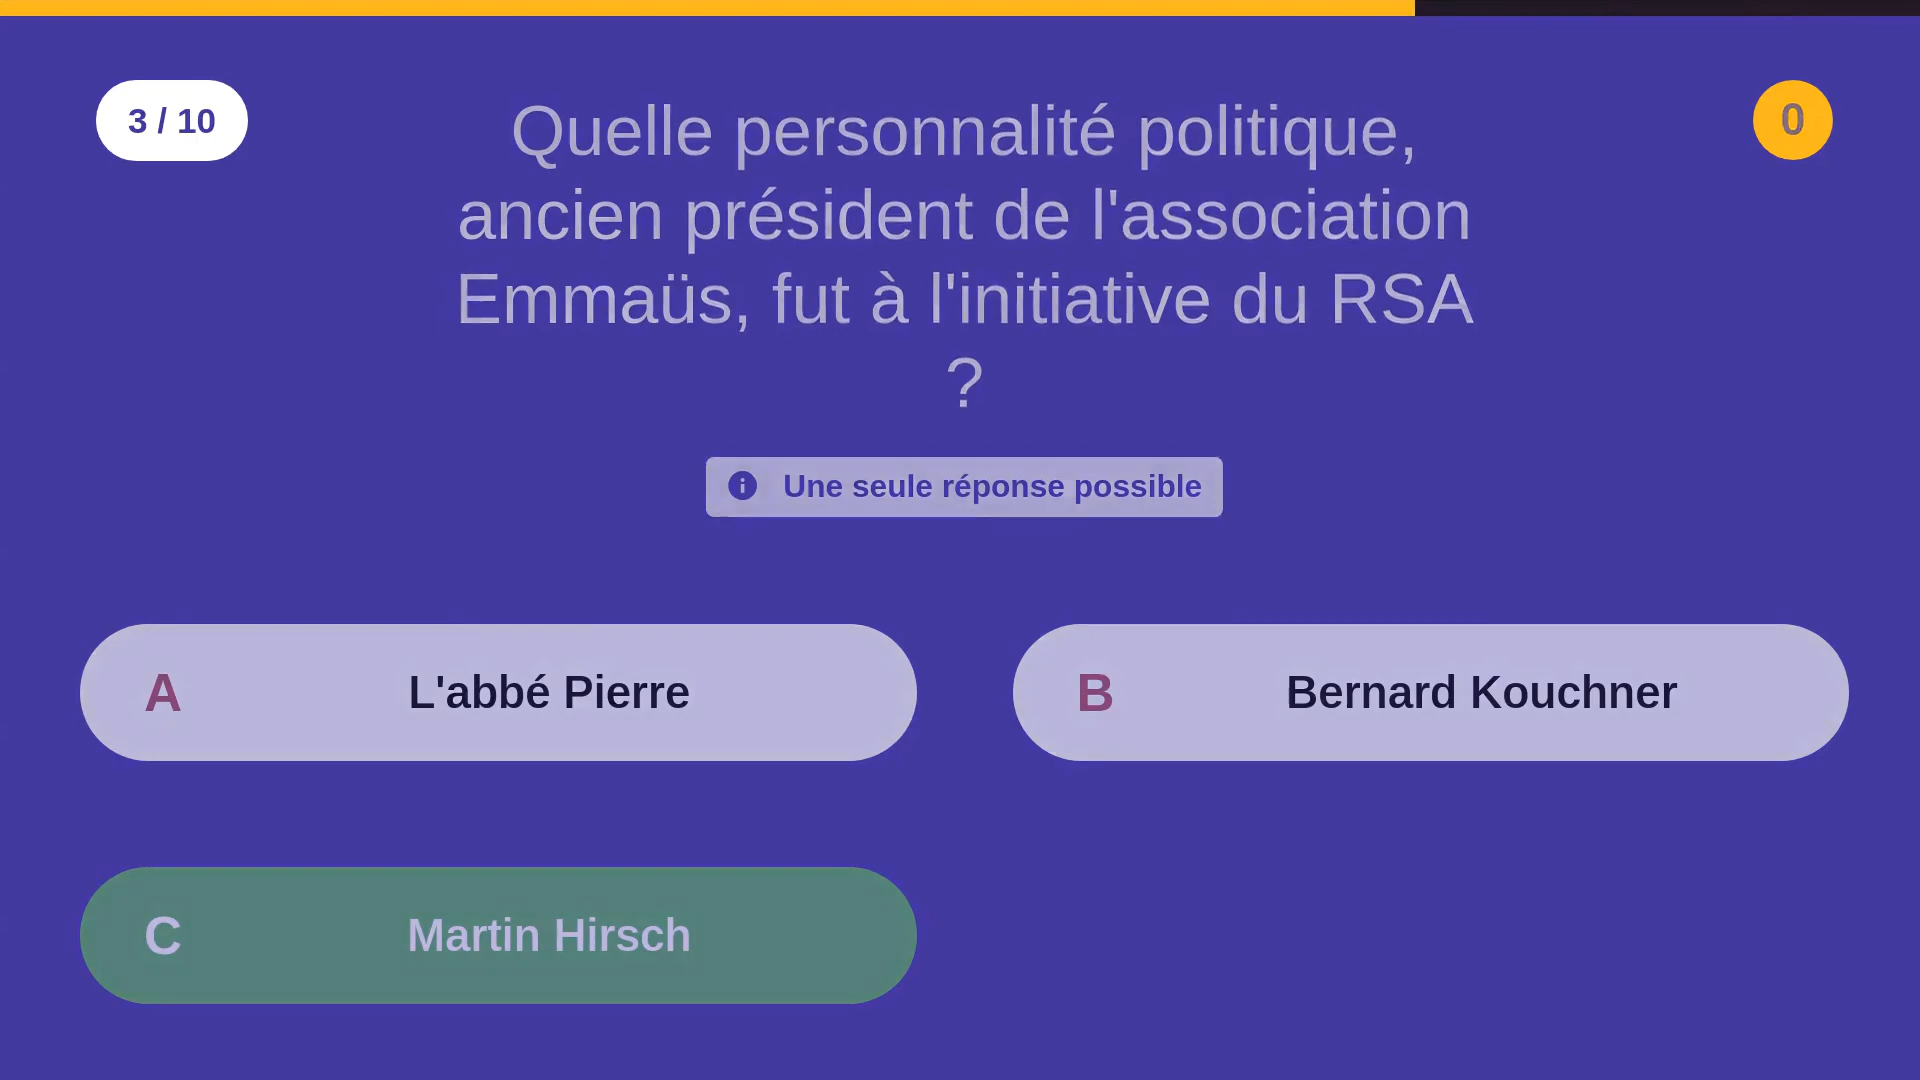 3 / 10
Quelle personnalité politique,
ancien président de l'association
Emmaüs, fut à l'initiative du RSA
?
0
Une seule réponse possible
A L'abbé Pierre
B Bernard Kouchner
C Martin Hirsch